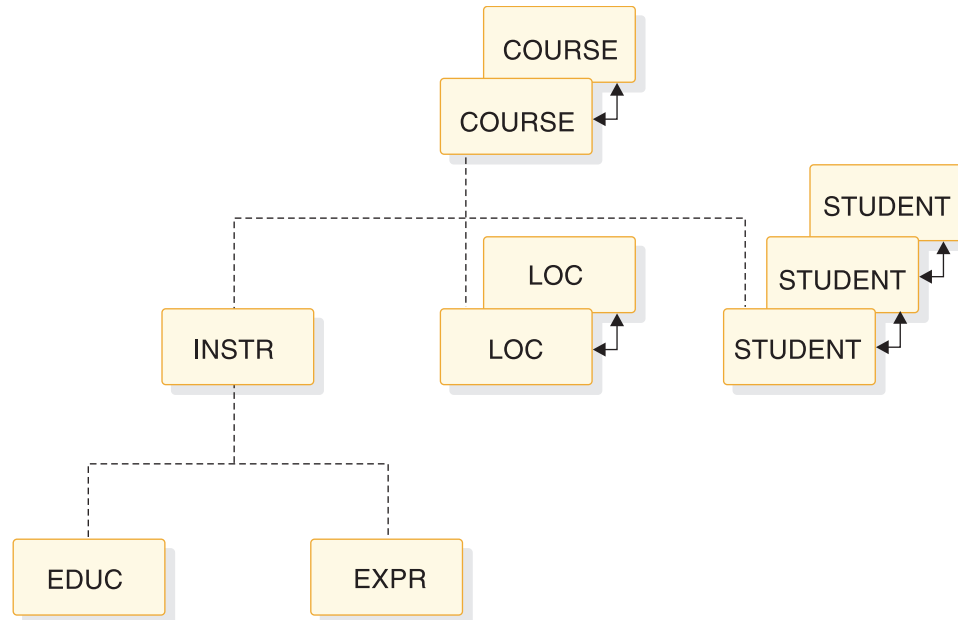 COURSE
COURSE
STUDENT
STUDENT
STUDENT
LOC
LOC
INSTR
EDUC
EXPR